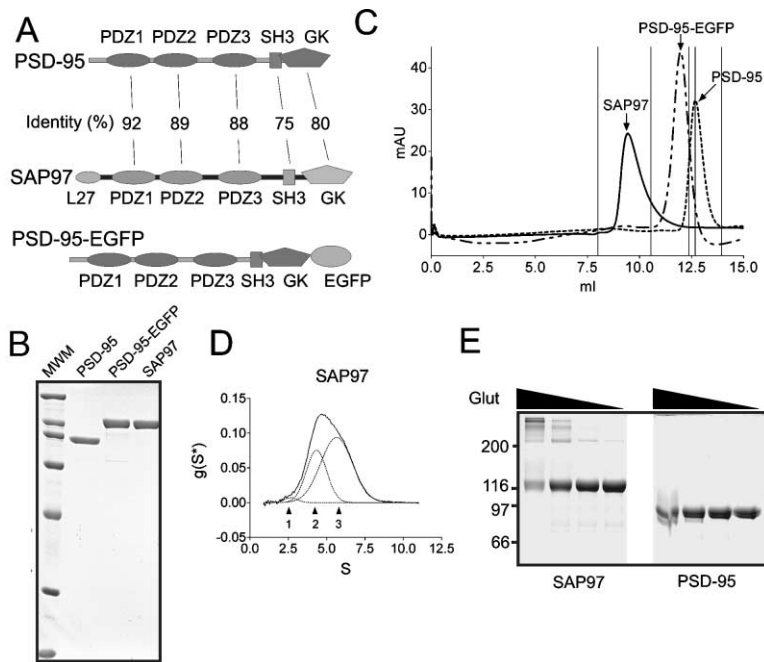 A
PDZ1 PDZ2 PDZ3 SH3 GK
PSD-95
Identity (%) 92 89 88 75 80
SAP97
L27 PDZ1 PDZ2 PDZ3 SH3 GK
PSD-95-EGFP
PDZ1 PDZ2 PDZ3 SH3 GK EGFP
B
MWM PSD-95 PSD-95-EGFP SAP97
C
PSD-95-EGFP
PSD-95
SAP97
mAU
40
30
20
10
0
0.0 2.5 5.0 7.5 10.0 12.5 15.0
ml
D
SAP97
g(S*)
0.15
0.10
0.05
0.00
-0.05
1 2 3
0.0 2.5 5.0 7.5 10.0 12.5
S
E
Glut
200
116
97
66
SAP97 PSD-95